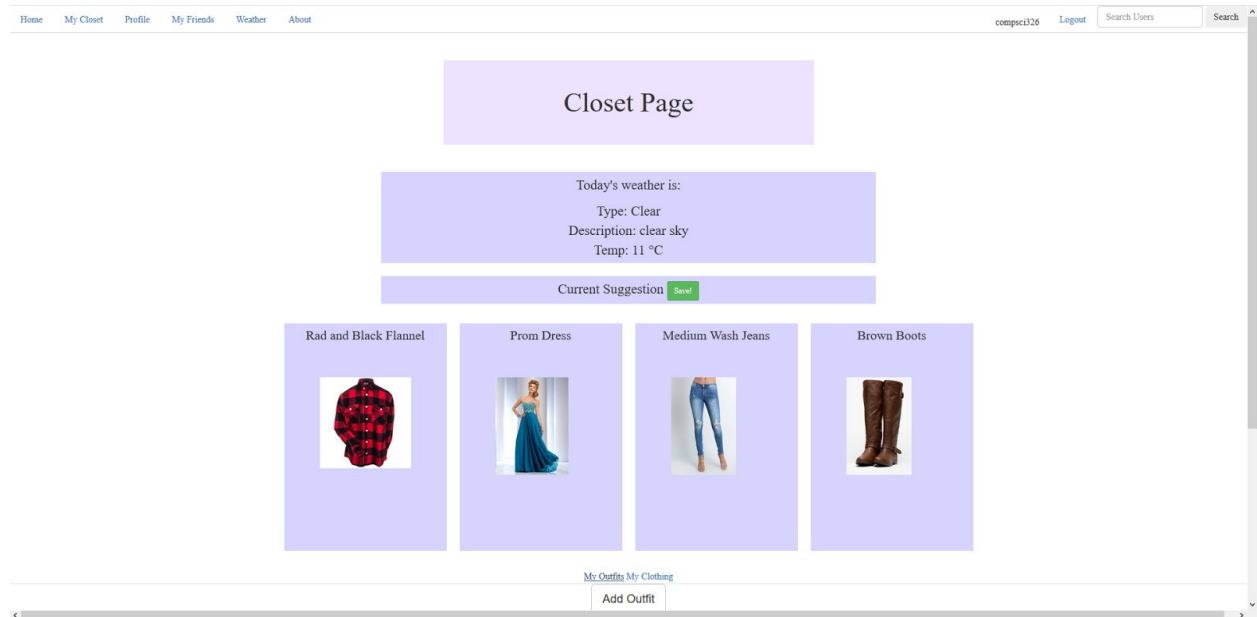 Home My Closet Profile My Friends Weather About compsci326 Logout Search Users Search
Closet Page
Today's weather is:
Type: Clear
Description: clear sky
Temp: 11 °C
Current Suggestion Save!
Rad and Black Flannel Prom Dress Medium Wash Jeans Brown Boots
My Outfits My Clothing
Add Outfit